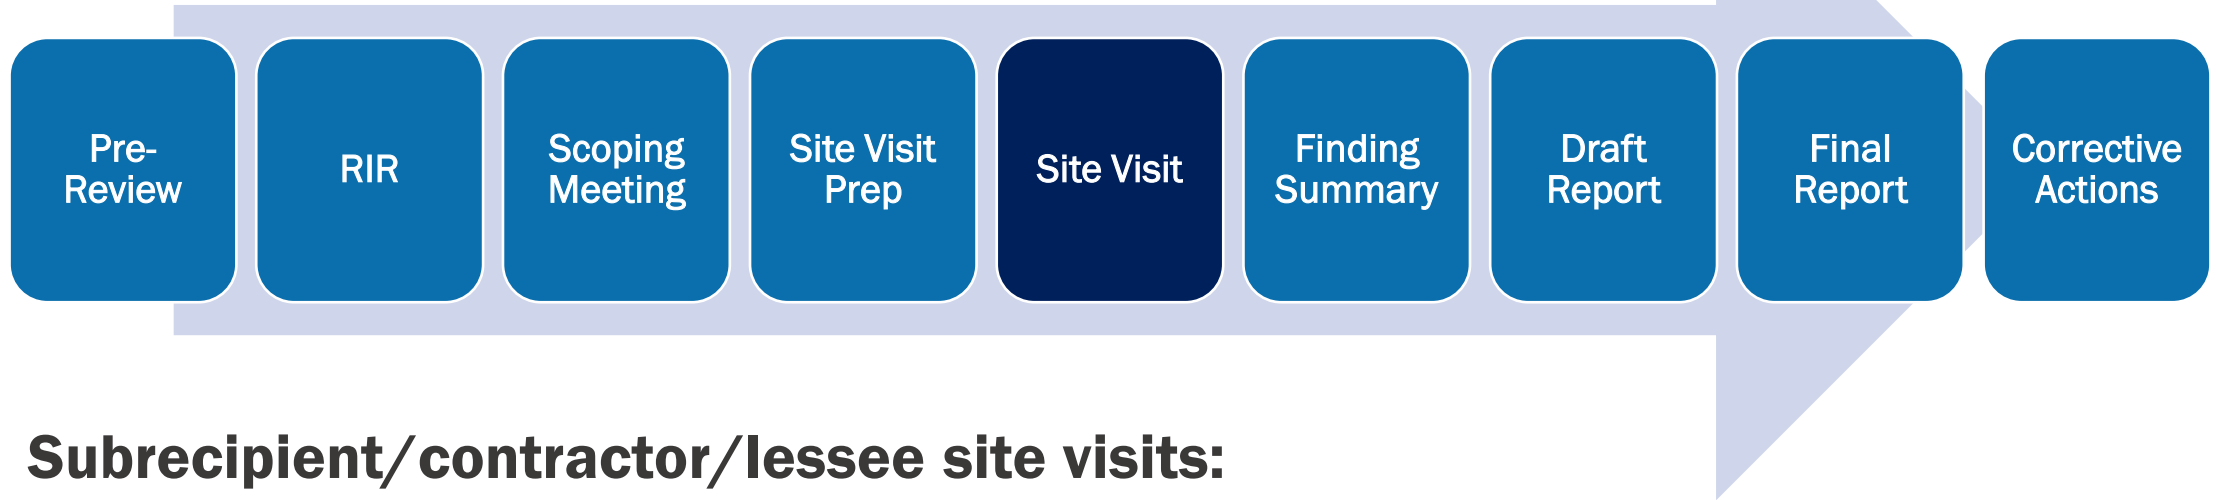 Pre-
Review
RIR
Scoping
Meeting
Site Visit
Prep
Site Visit
Finding
Summary
Draft
Report
Final
Report
Corrective
Actions
Subrecipient/contractor/lessee site visits: